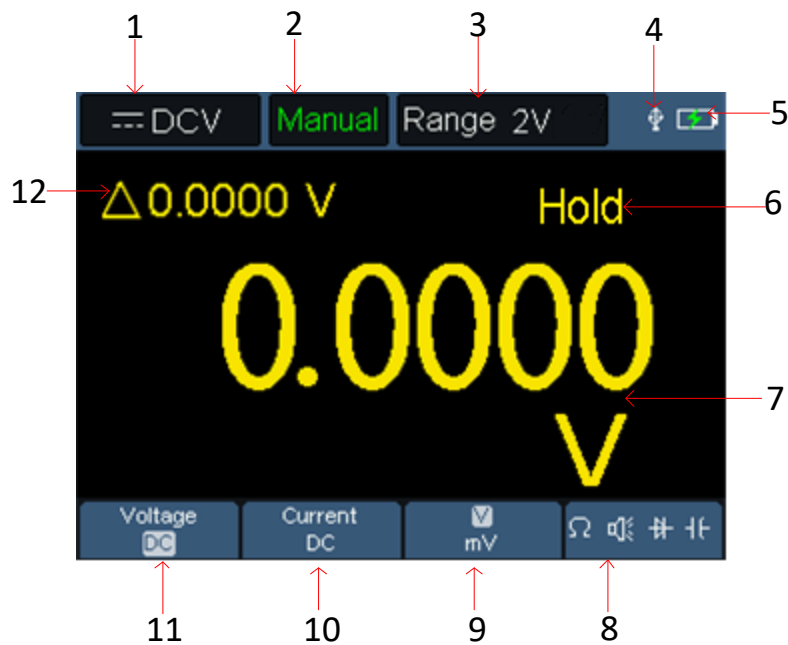 1
2
3
4
DCV
Manual
Range 2V
5
12
△0.0000 V
Hold
6
0.0000
7
V
Voltage
DC
Current
DC
V
mV
Ω
11
10
9
8